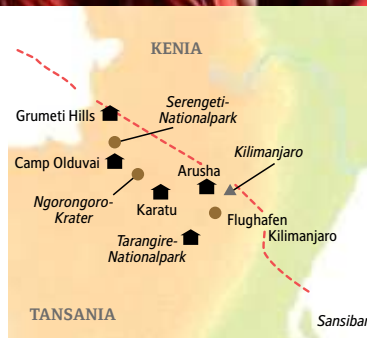 KENIA
Grumeti Hills
Serengeti-
Nationalpark
Camp Olduvai
Arusha
Kilimanjaro
Ngorongoro-
Krater
Karatu
Flughafen
Kilimanjaro
Tarangire-
Nationalpark
TANSANIA
Sansibar